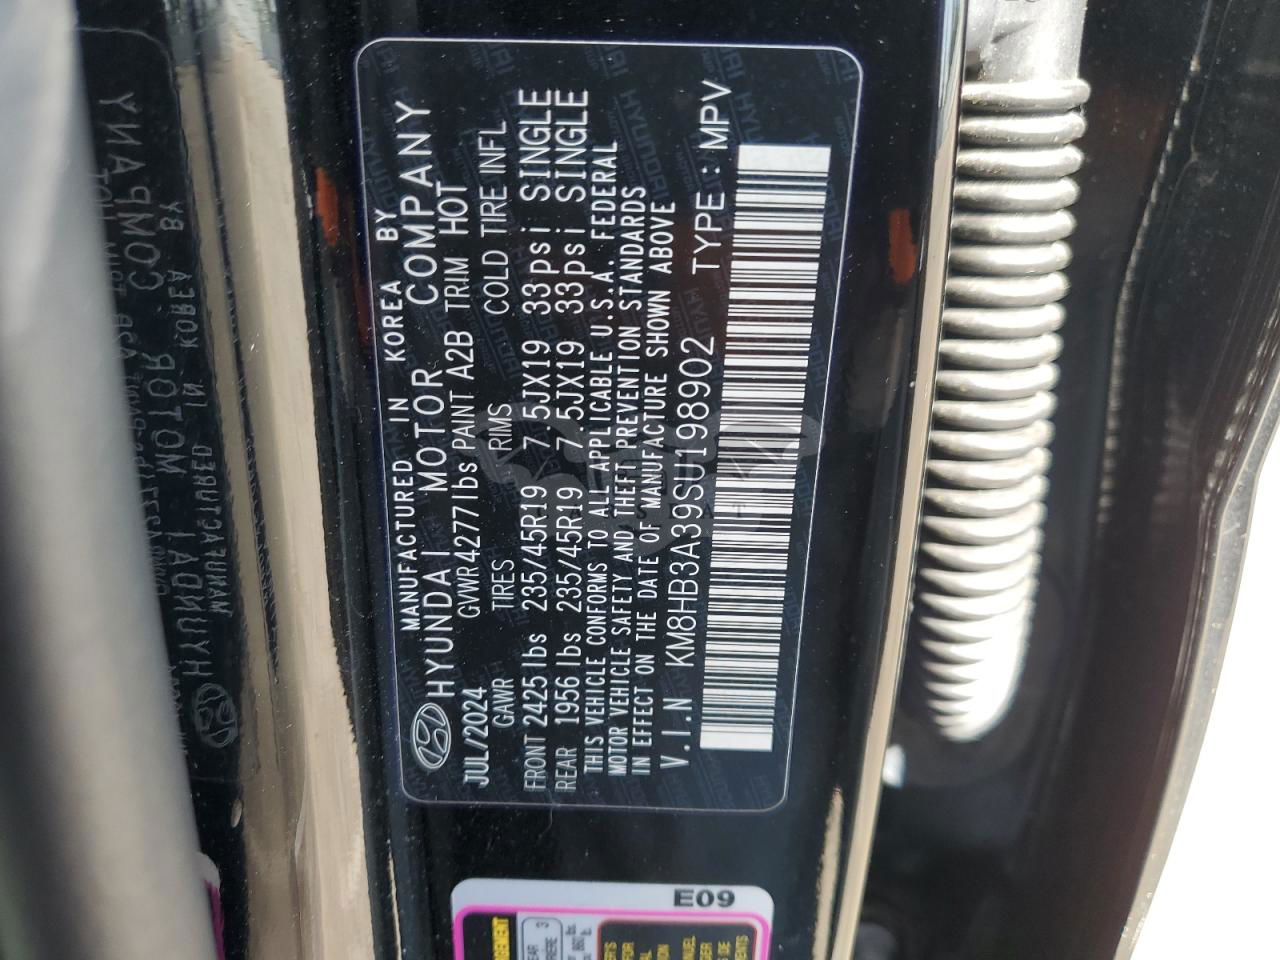 MANUFACTURED IN KOREA BY
HYUNDAI MOTOR COMPANY
JUL/2024 GVWR 4277lbs PAINT A2B TRIM HOT
GAWR TIRES RIMS COLD TIRE INFL
FRONT 2425lbs 235/45R19 7.5JX19 33psi SINGLE
REAR 1956lbs 235/45R19 7.5JX19 33psi SINGLE
THIS VEHICLE CONFORMS TO ALL APPLICABLE U.S.A. FEDERAL
MOTOR VEHICLE SAFETY AND THEFT PREVENTION STANDARDS
IN EFFECT ON THE DATE OF MANUFACTURE SHOWN ABOVE
V.I.N KM8HB3A39SU198902 TYPE : MPV
E09